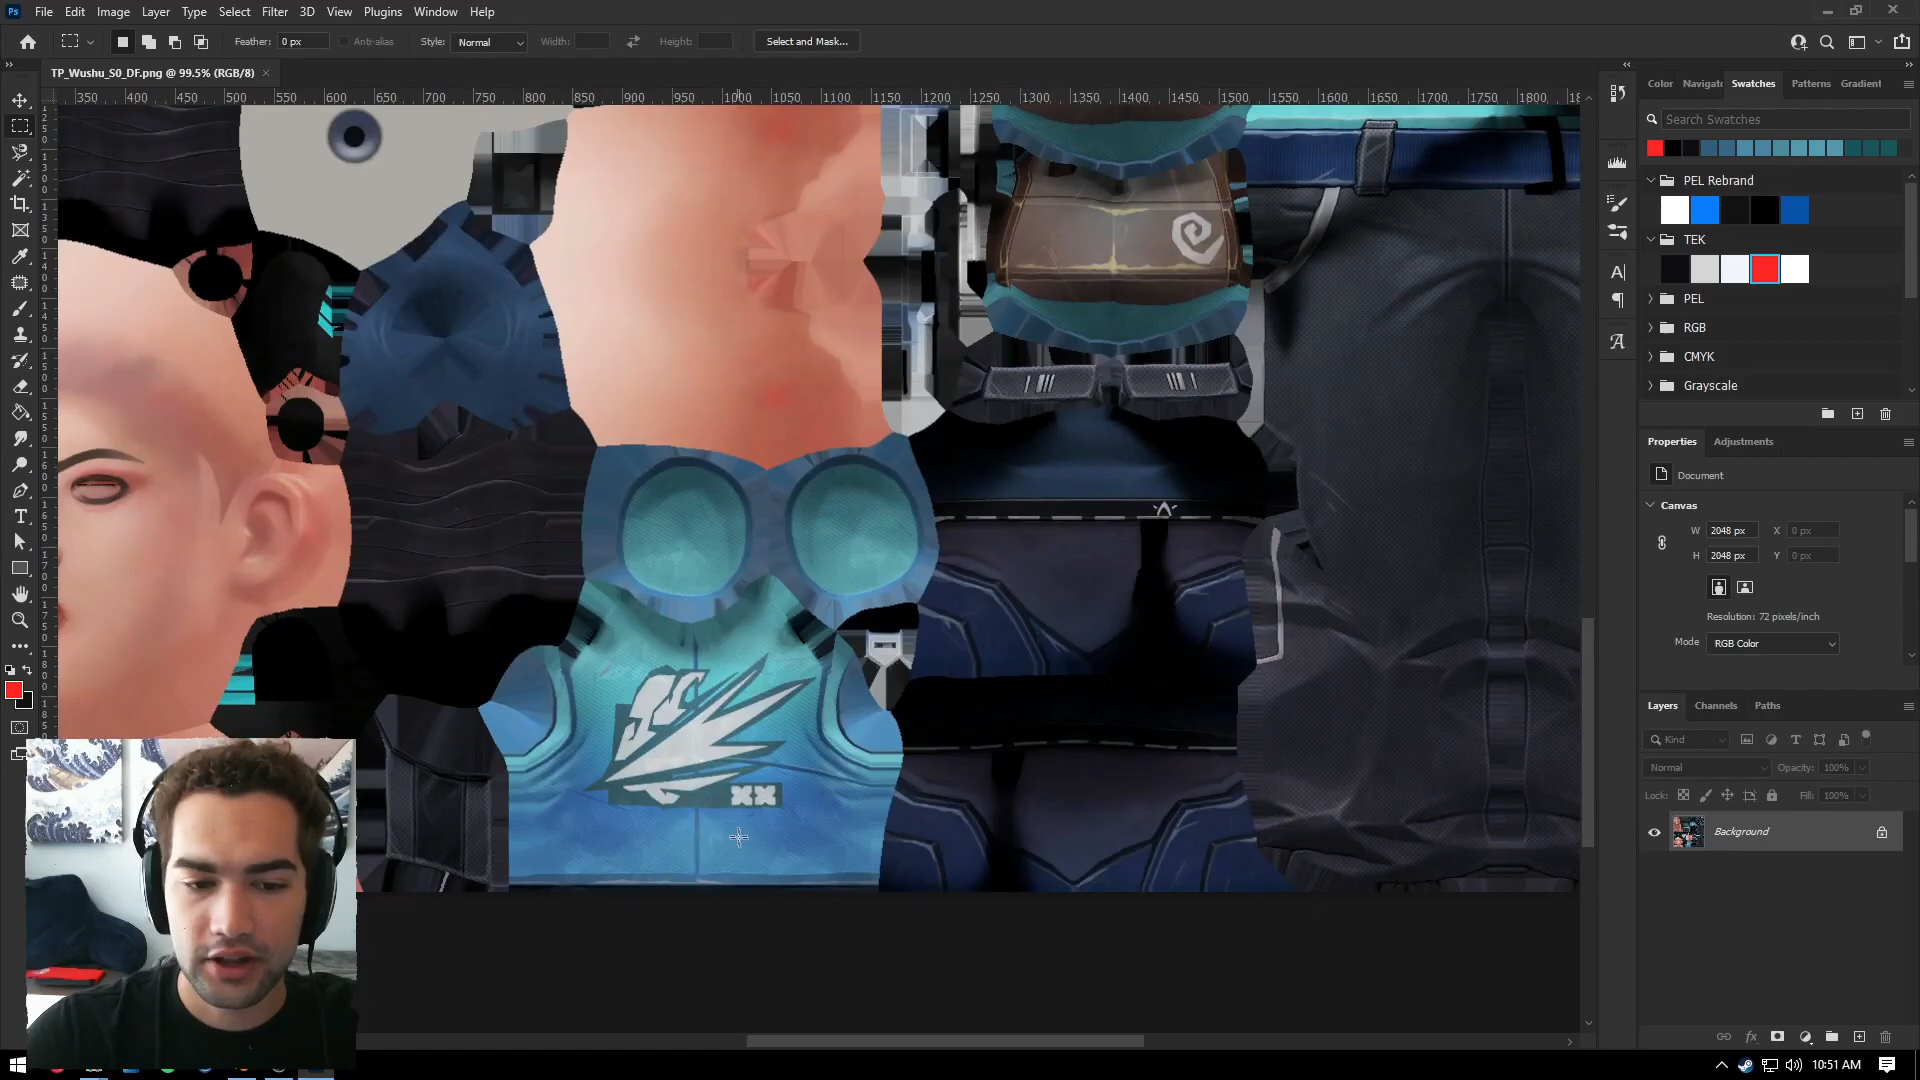 Ps File Edit Image Layer Type Select Filter 3D View Plugins Window Help
Feather: 0 px Anti-alias Style: Normal Width: Height: Select and Mask...
TP_Wushu_S0_DF.png @ 99.5% (RGB/8) ×
350 400 450 500 550 600 650 700 750 800 850 900 950 1000 1050 1100 1150 1200 1250 1300 1350 1400 1450 1500 1550 1600 1650 1700 1750 1800
Color Navigato Swatches Patterns Gradient
Search Swatches
PEL Rebrand
TEK
PEL
RGB
CMYK
Grayscale
Properties Adjustments
Document
Canvas
W 2048 px X 0 px
H 2048 px Y 0 px
Resolution: 72 pixels/inch
Mode RGB Color
Layers Channels Paths
Kind
Normal Opacity: 100%
Lock: Fill: 100%
Background
fx
10:51 AM